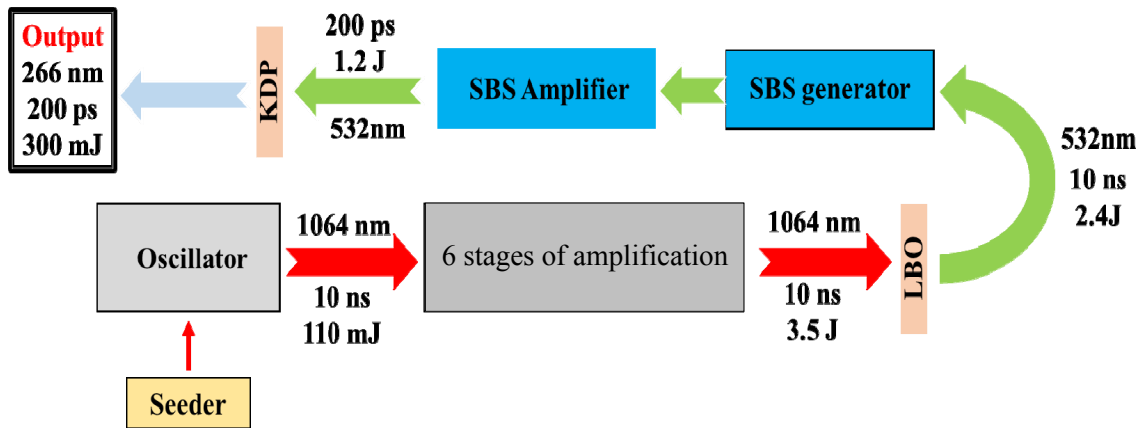 Output
266 nm
200 ps
300 mJ
KDP
200 ps
1.2 J
532nm
SBS Amplifier
SBS generator
532nm
10 ns
2.4J
Oscillator
1064 nm
10 ns
110 mJ
6 stages of amplification
1064 nm
10 ns
3.5 J
LBO
Seeder